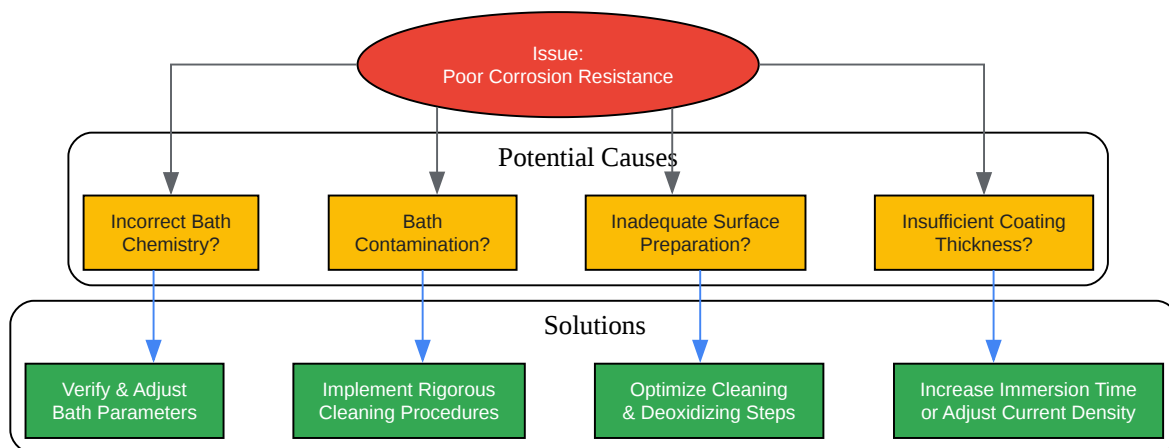 Issue:
Poor Corrosion Resistance
Potential Causes
Incorrect Bath
Chemistry?
Bath
Contamination?
Inadequate Surface
Preparation?
Insufficient Coating
Thickness?
Solutions
Verify & Adjust
Bath Parameters
Implement Rigorous
Cleaning Procedures
Optimize Cleaning
& Deoxidizing Steps
Increase Immersion Time
or Adjust Current Density